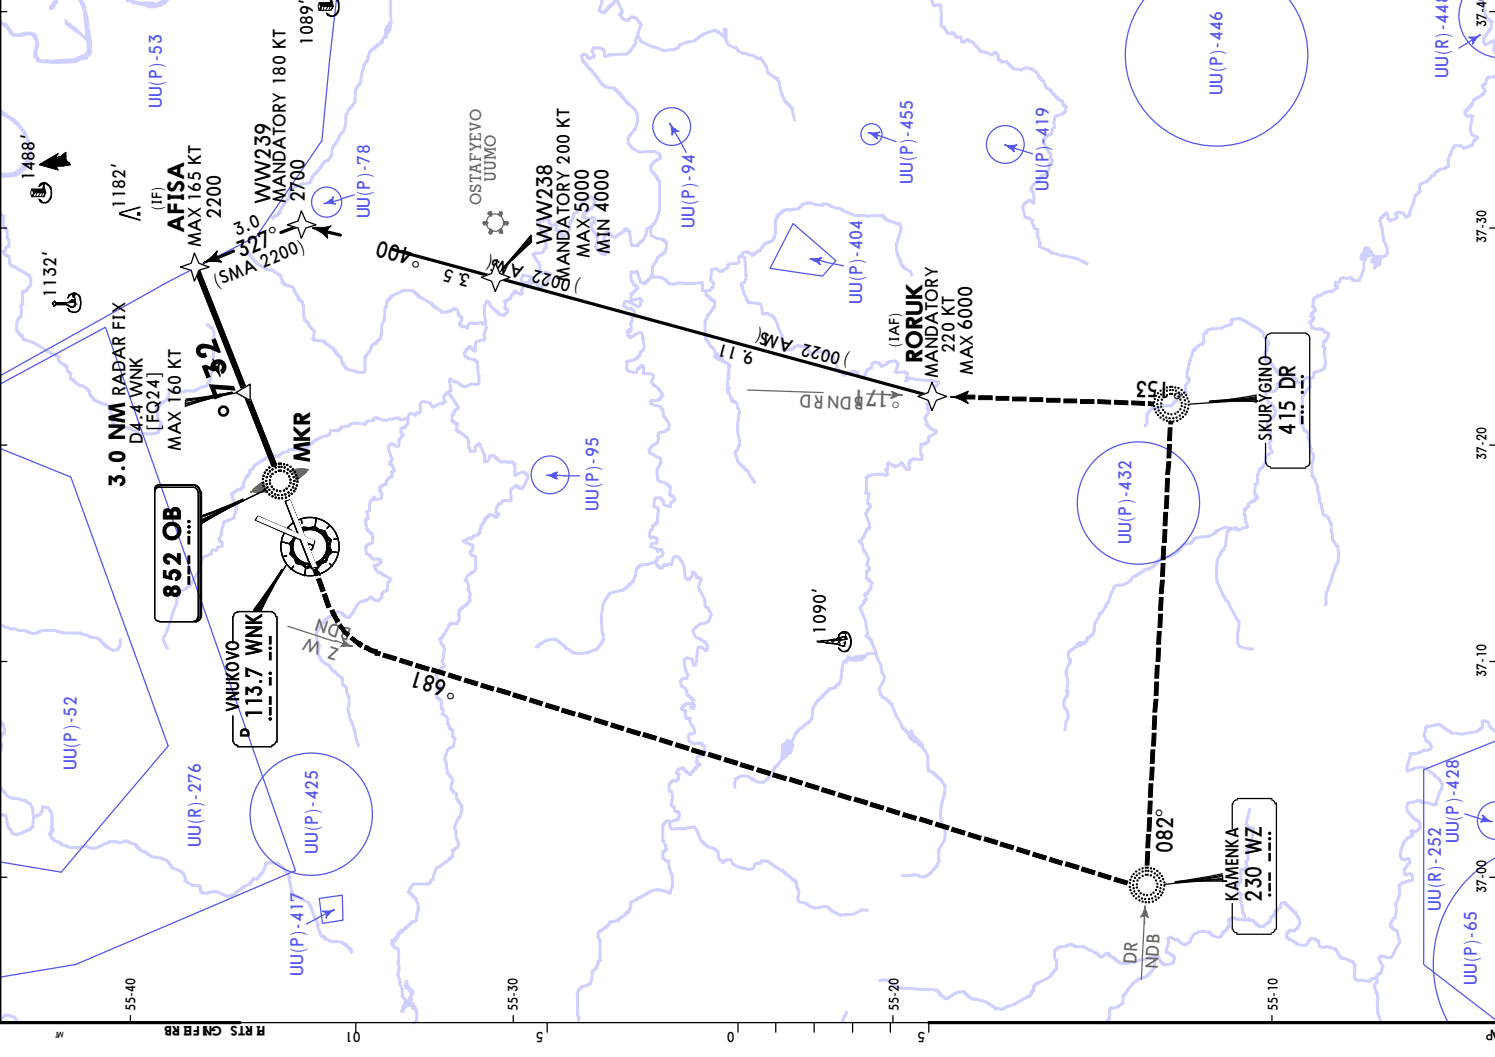 UU(P)-53
1089'
1488'
1182'
1132'
(IF)
AFISA
MAX 165 KT
2200
WW239
MANDATORY 180 KT
2700
3.0
327°
(SMA 2200)
UU(P)-78
OSTAFYEVO
UUMO
WW238
MANDATORY 200 KT
MAX 5000
MIN 4000
3.5
UU(P)-94
UU(P)-455
UU(P)-419
UU(P)-446
UU(R)-448
37-40
UU(P)-404
37-30
3.0 NM RADAR FIX
D4.4 WNK
[FQ24]
MAX 160 KT
MKR
852 OB
VNUKOVO
D 113.7 WNK
(IAF)
RORUK
MANDATORY
220 KT
MAX 6000
SKURYGINO
415 DR
37-20
UU(P)-95
UU(P)-432
1090'
37-10
UU(P)-52
UU(R)-276
UU(P)-425
UU(P)-417
082°
KAMENKA
230 WZ
DR
NDB
UU(R)-252
UU(P)-428
UU(P)-65
37-00
55-40
55-30
55-20
55-10
10
5
0
5